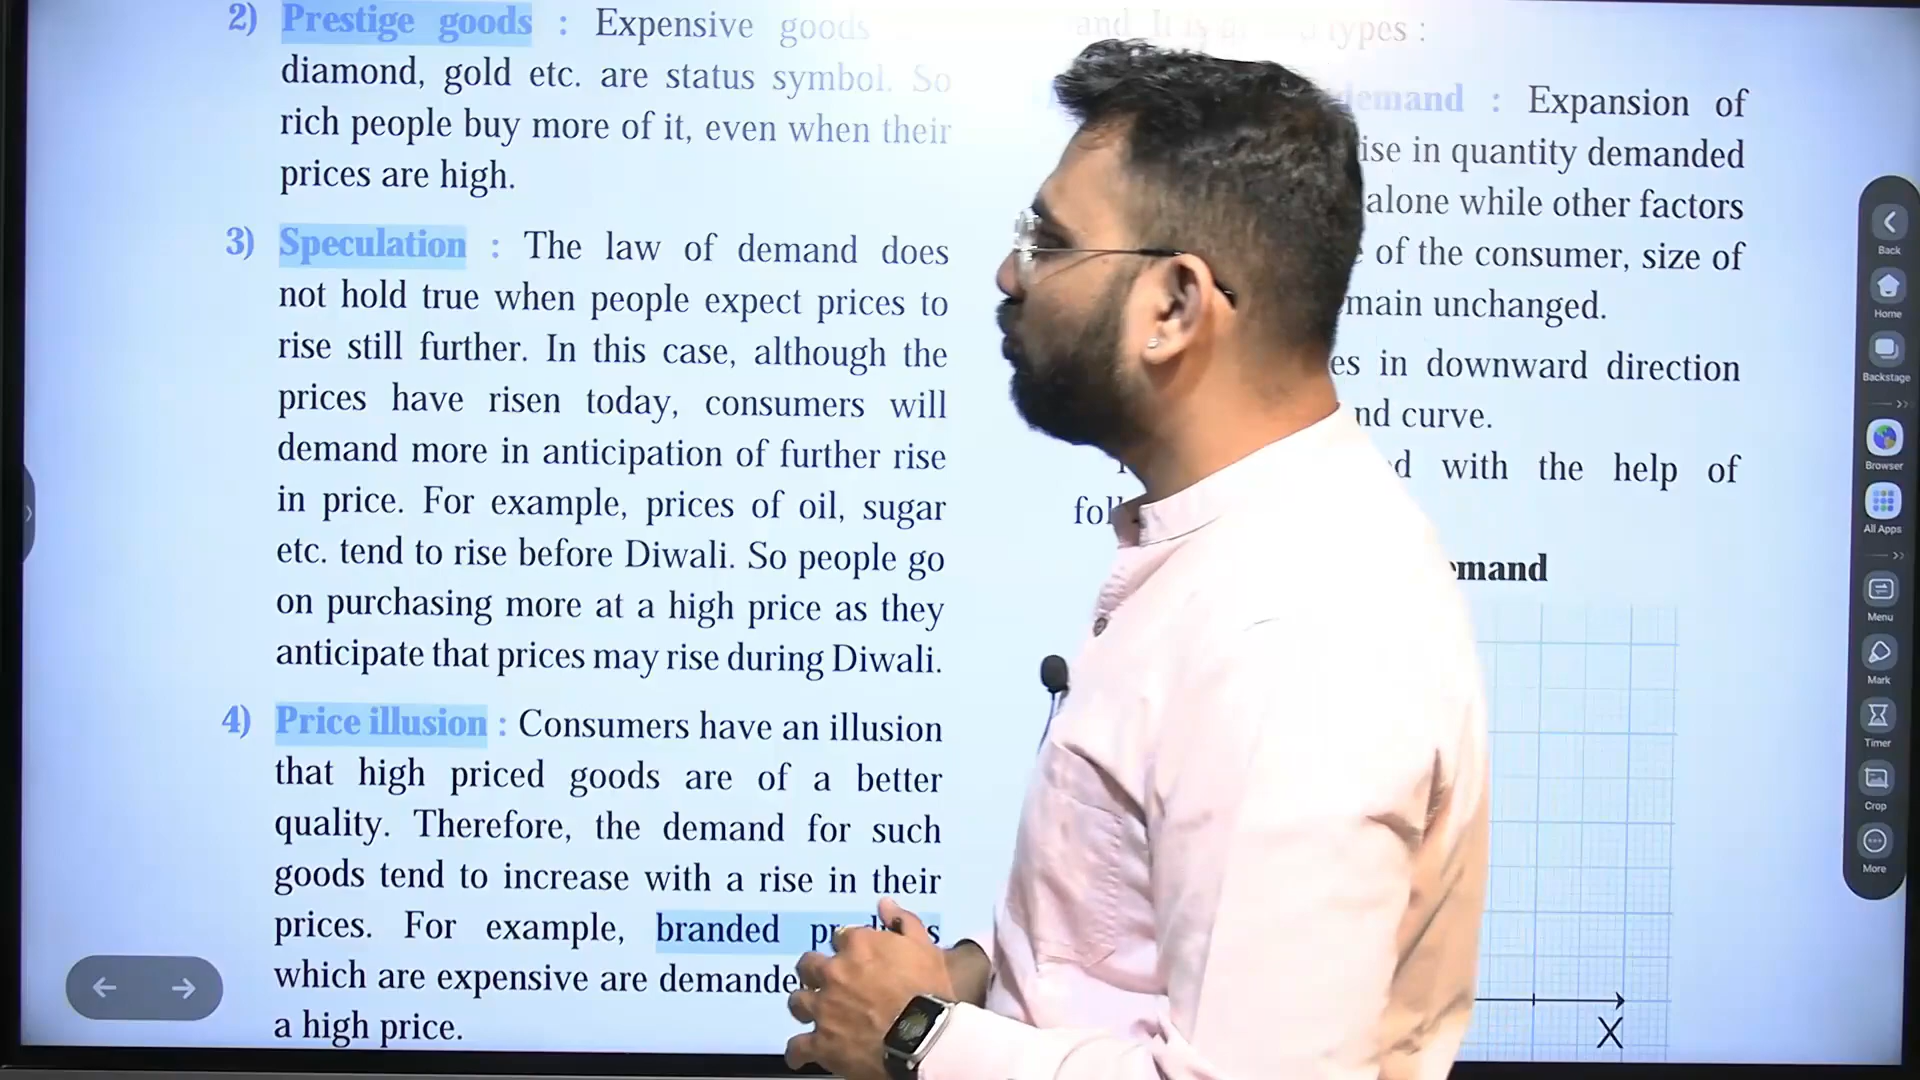 2) Prestige goods : Expensive goods
diamond, gold etc. are status symbol. So
rich people buy more of it, even when their
prices are high.
3) Speculation : The law of demand does
not hold true when people expect prices to
rise still further. In this case, although the
prices have risen today, consumers will
demand more in anticipation of further rise
in price. For example, prices of oil, sugar
etc. tend to rise before Diwali. So people go
on purchasing more at a high price as they
anticipate that prices may rise during Diwali.
4) Price illusion : Consumers have an illusion
that high priced goods are of a better
quality. Therefore, the demand for such
goods tend to increase with a rise in their
prices. For example, branded
which are expensive are
a high price.
types :
demand : Expansion of
in quantity demanded
alone while other factors
of the consumer, size of
unchanged.
in downward direction
curve.
with the help of
X
Back
Home
Backstage
Browser
All Apps
Menu
Mark
Timer
Crop
More